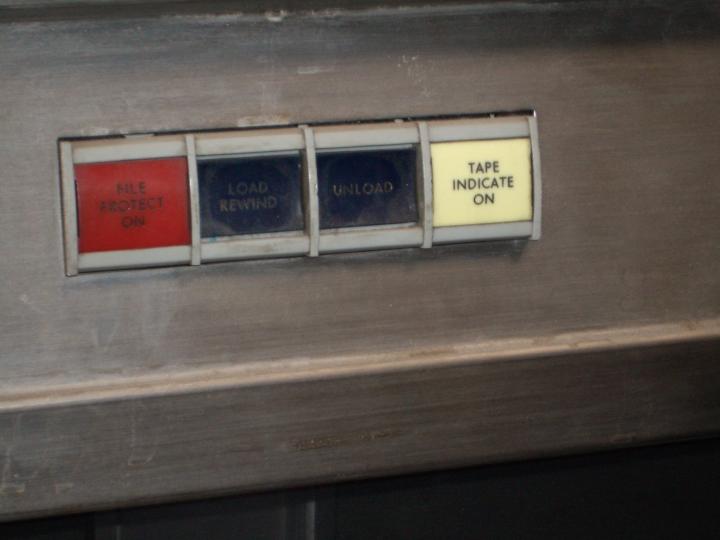 FILE
PROTECT
ON
LOAD
REWIND
UNLOAD
TAPE
INDICATE
ON